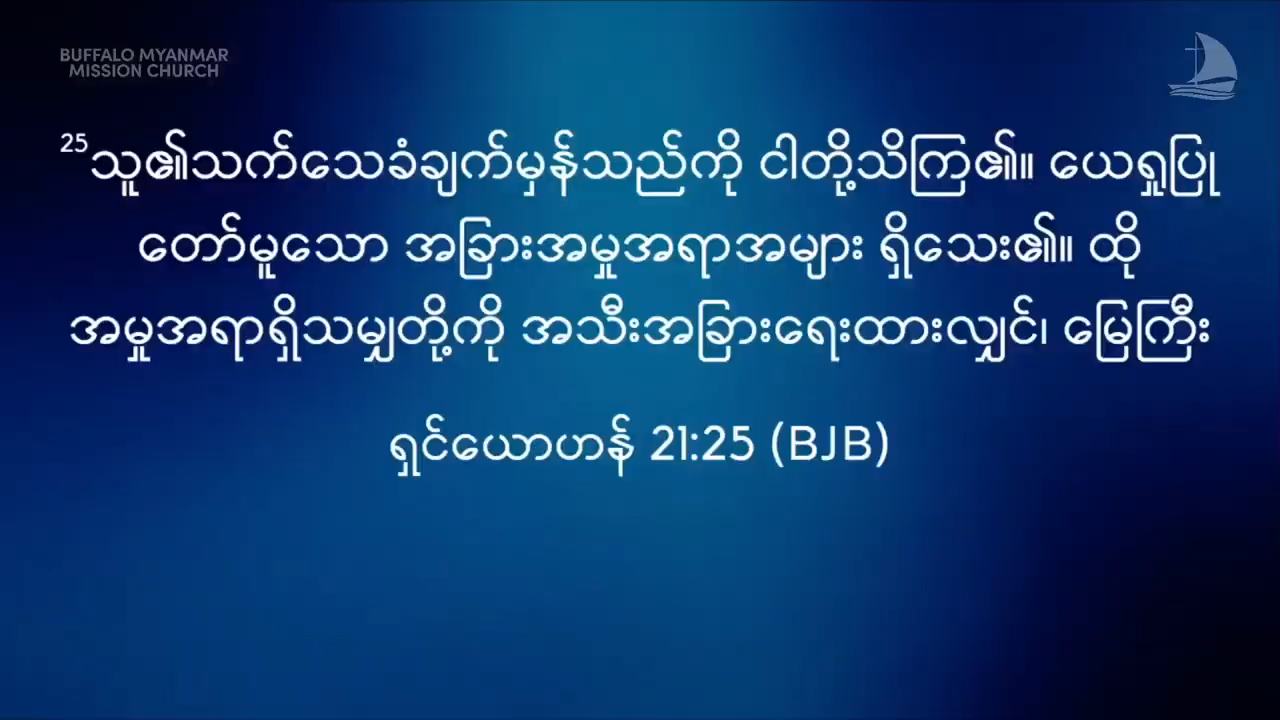 BUFFALO MYANMAR
MISSION CHURCH
25သူ၏သက်သေခံချက်မှန်သည်ကို ငါတို့သိကြ၏။ ယေရှုပြု
တော်မူသော အခြားအမှုအရာအများ ရှိသေး၏။ ထို
အမှုအရာရှိသမျှတို့ကို အသီးအခြားရေးထားလျှင်၊ မြေကြီး
ရှင်ယောဟန် 21:25 (BJB)